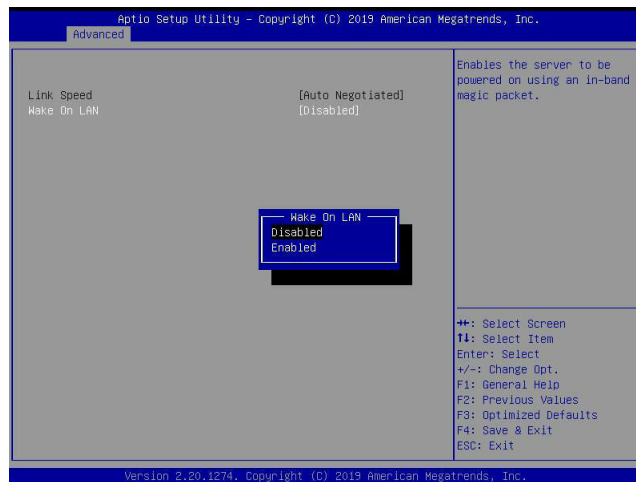 Aptio Setup Utility – Copyright (C) 2019 American Megatrends, Inc.
Advanced
Link Speed [Auto Negotiated]
Wake On LAN [Disabled]
Enables the server to be
powered on using an in-band
magic packet.
Wake On LAN
Disabled
Enabled
→←: Select Screen
↑↓: Select Item
Enter: Select
+/-: Change Opt.
F1: General Help
F2: Previous Values
F3: Optimized Defaults
F4: Save & Exit
ESC: Exit
Version 2.20.1274. Copyright (C) 2019 American Megatrends, Inc.